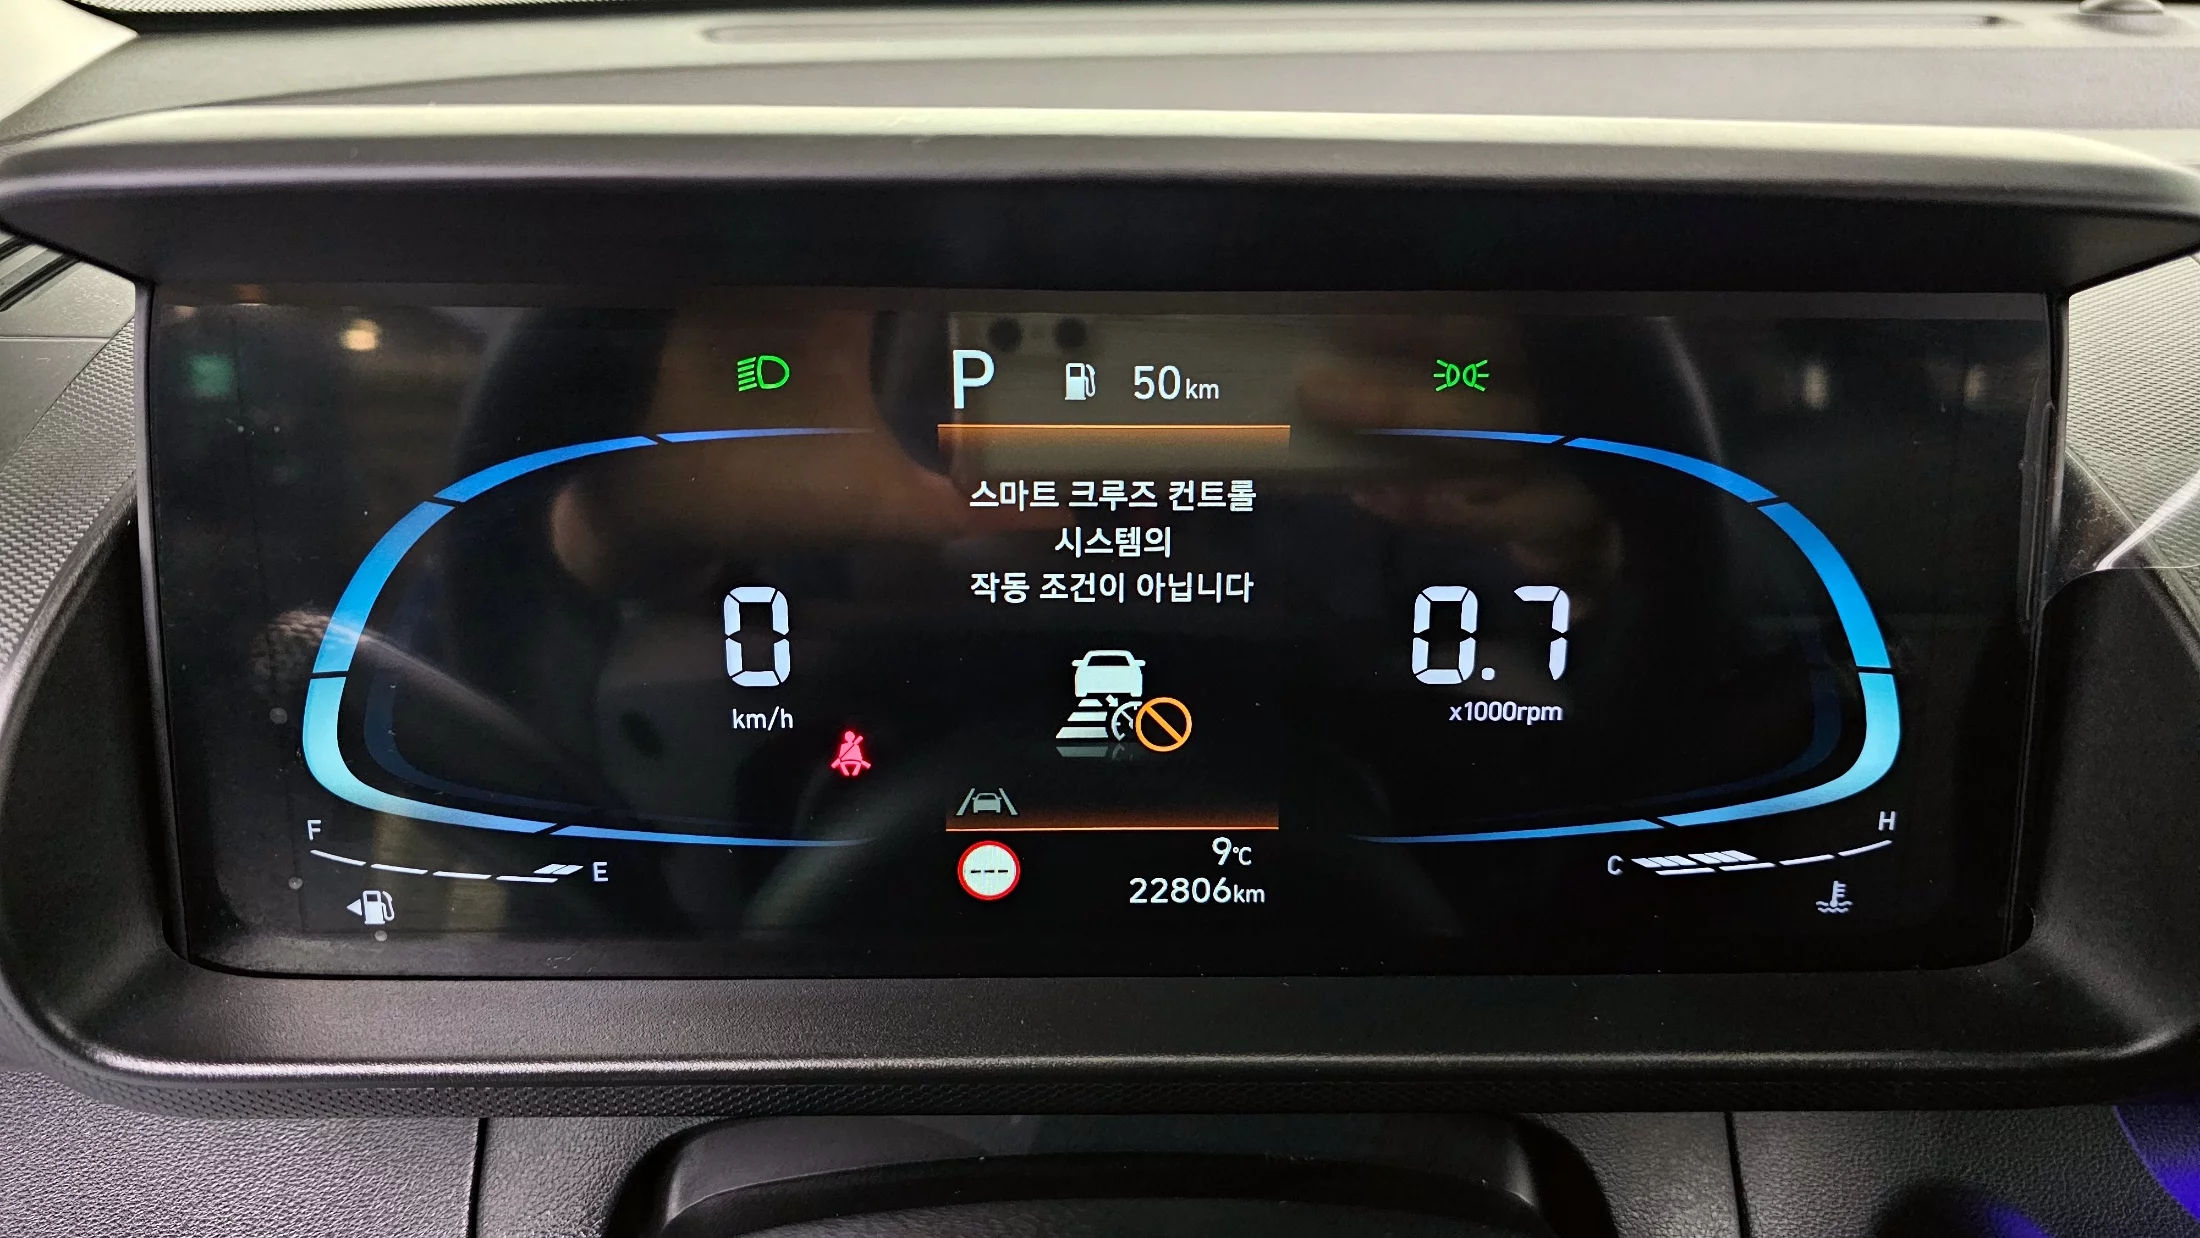 P 50km
스마트 크루즈 컨트롤
시스템의
작동 조건이 아닙니다
0
km/h
0.7
x1000rpm
F
E
C
H
9℃
22806km
---